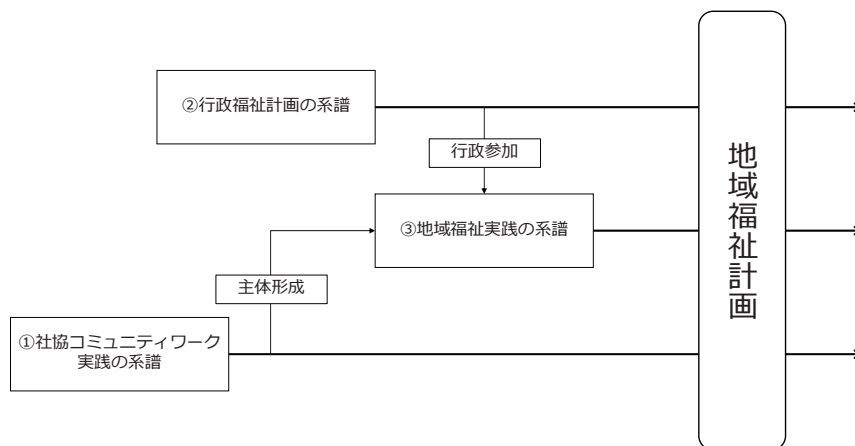 ②行政福祉計画の系譜
行政参加
③地域福祉実践の系譜
主体形成
①社協コミュニティワーク
実践の系譜
地域福祉計画